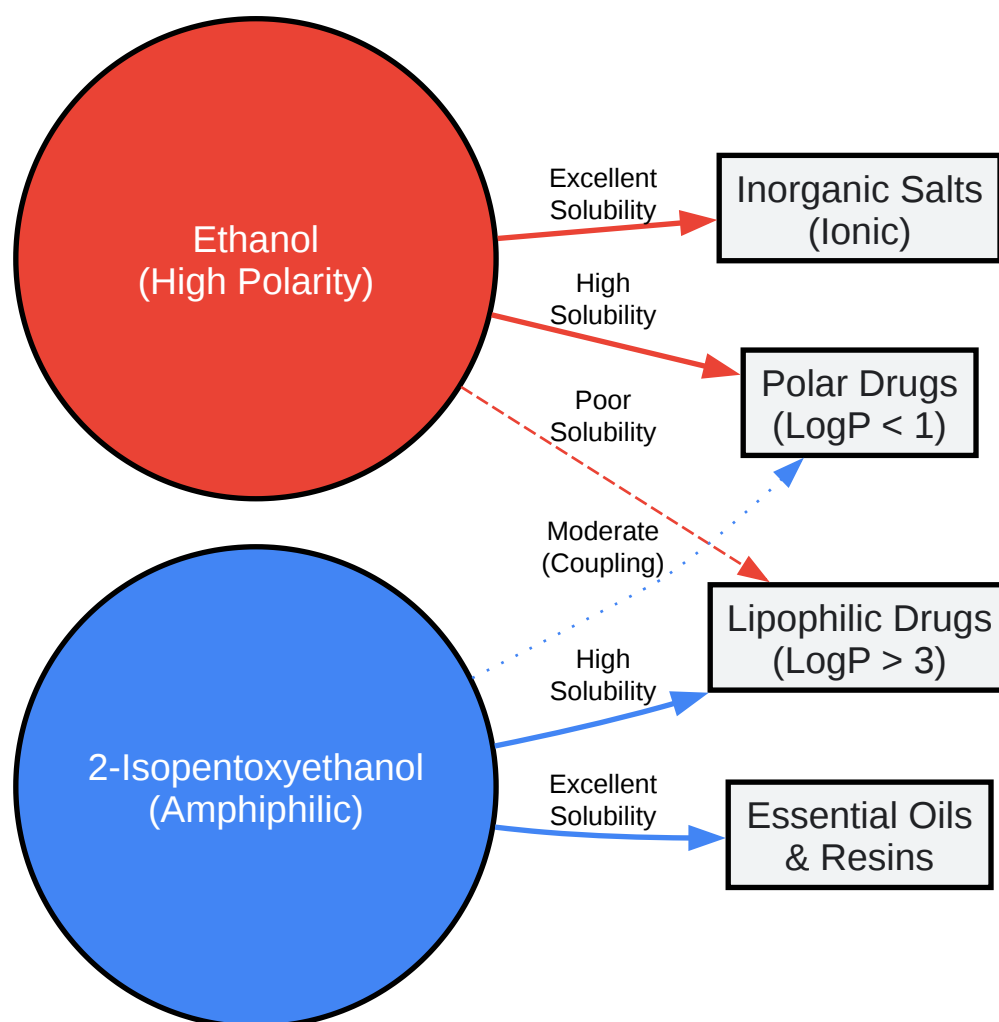 Ethanol
(High Polarity)
Excellent
Solubility
Inorganic Salts
(Ionic)
High
Solubility
Polar Drugs
(LogP < 1)
Poor
Solubility
Moderate
(Coupling)
Lipophilic Drugs
(LogP > 3)
High
Solubility
2-Isopentoxyethanol
(Amphiphilic)
Excellent
Solubility
Essential Oils
& Resins